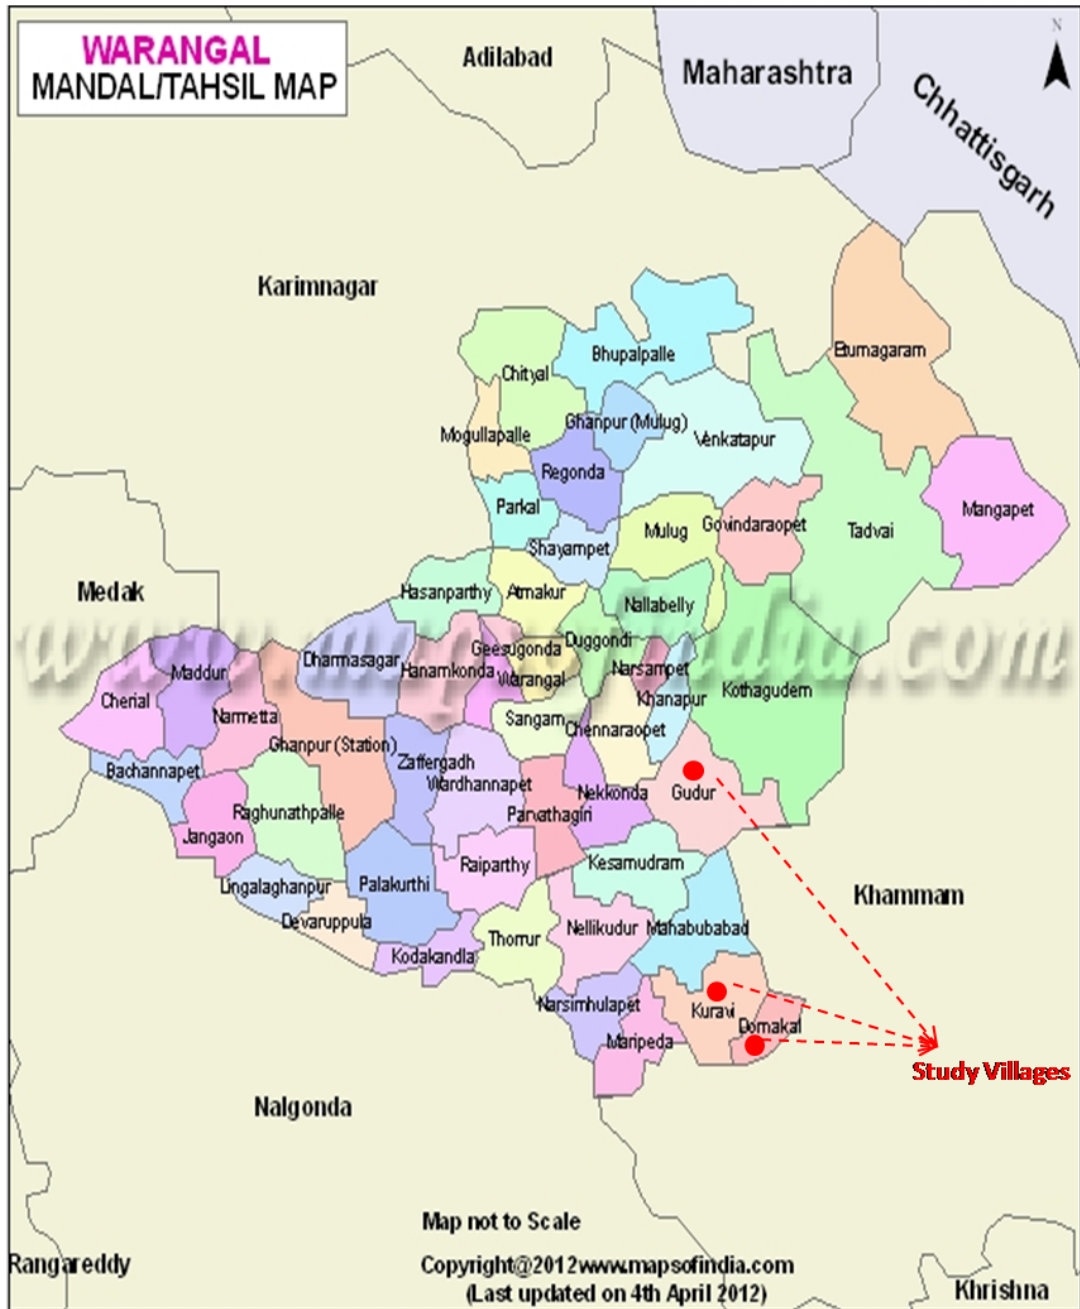 WARANGAL
MANDAL/TAHSIL MAP
N
Adilabad
Maharashtra
Chhattisgarh
Karimnagar
Eturnagaram
Bhupalpalle
Chityal
Ghanpur (Mulug)
Mogullapalle
Venkatapur
Regonda
Parkal
Mangapet
Mulug
Govindaraopet
Tadvai
Shayampet
Medak
Hasanparthy
Atmakur
Nallabelly
www.mapsofindia.com
Duggondi
Geesugonda
Dharmasagar
Hanamkonda
Narsampet
Maddur
Warangal
Kothagudem
Cherial
Khanapur
Narmetta
Sangam
Chennaraopet
Ghanpur (Station)
Zaffergadh
Bachannapet
Wardhannapet
Nekkonda
Gudur
Raghunathpalle
Parvathagiri
Jangaon
Raiparthy
Kesamudram
Lingalaghanpur
Palakurthi
Khammam
Devaruppula
Nellikudur
Mahabubabad
Thorrur
Kodakandla
Narsimhulapet
Kuravi
Dornakal
Maripeda
Study Villages
Nalgonda
Map not to Scale
Rangareddy
Copyright@2012www.mapsofindia.com
(Last updated on 4th April 2012)
Khrishna